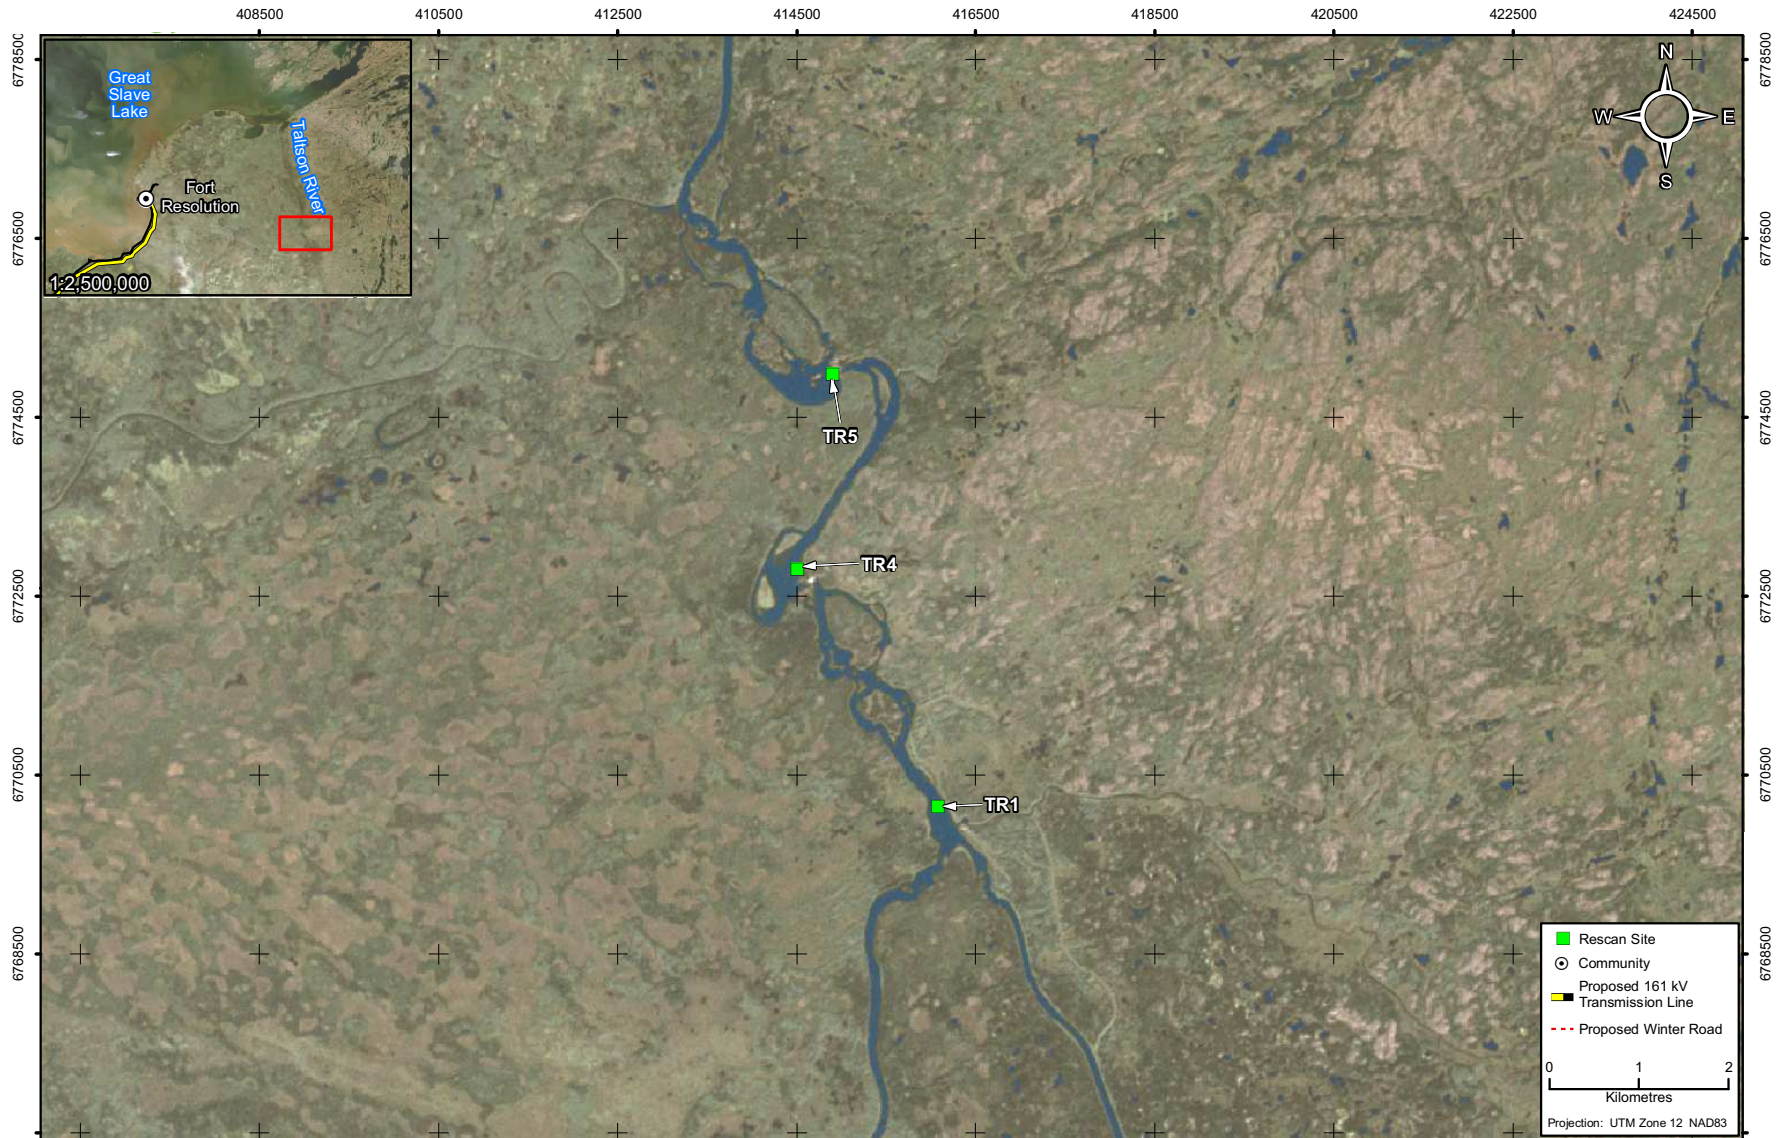 408500 410500 412500 414500 416500 418500 420500 422500 424500
6778500
6776500
6774500
6772500
6770500
6768500
6778500
6776500
6774500
6772500
6770500
6768500
Great
Slave
Lake
Taltson River
Fort
Resolution
1:2,500,000
N
W E
S
TR5
TR4
TR1
Rescan Site
Community
Proposed 161 kV
Transmission Line
Proposed Winter Road
0 1 2
Kilometres
Projection: UTM Zone 12 NAD83